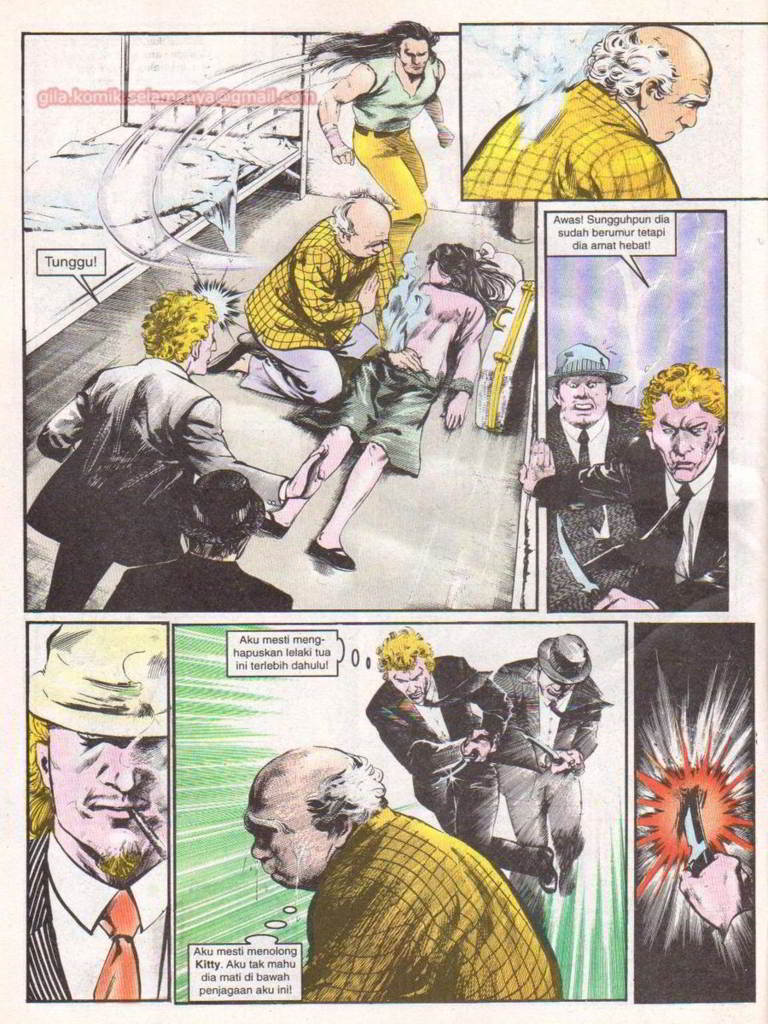 gila.komik.selamanya@gmail.com
Tunggu!
Awas! Sungguhpun dia
sudah berumur tetapi
dia amat hebat!
Aku mesti meng-
hapuskan lelaki tua
ini terlebih dahulu!
Aku mesti menolong
Kitty. Aku tak mahu
dia mati di bawah
penjagaan aku ini!